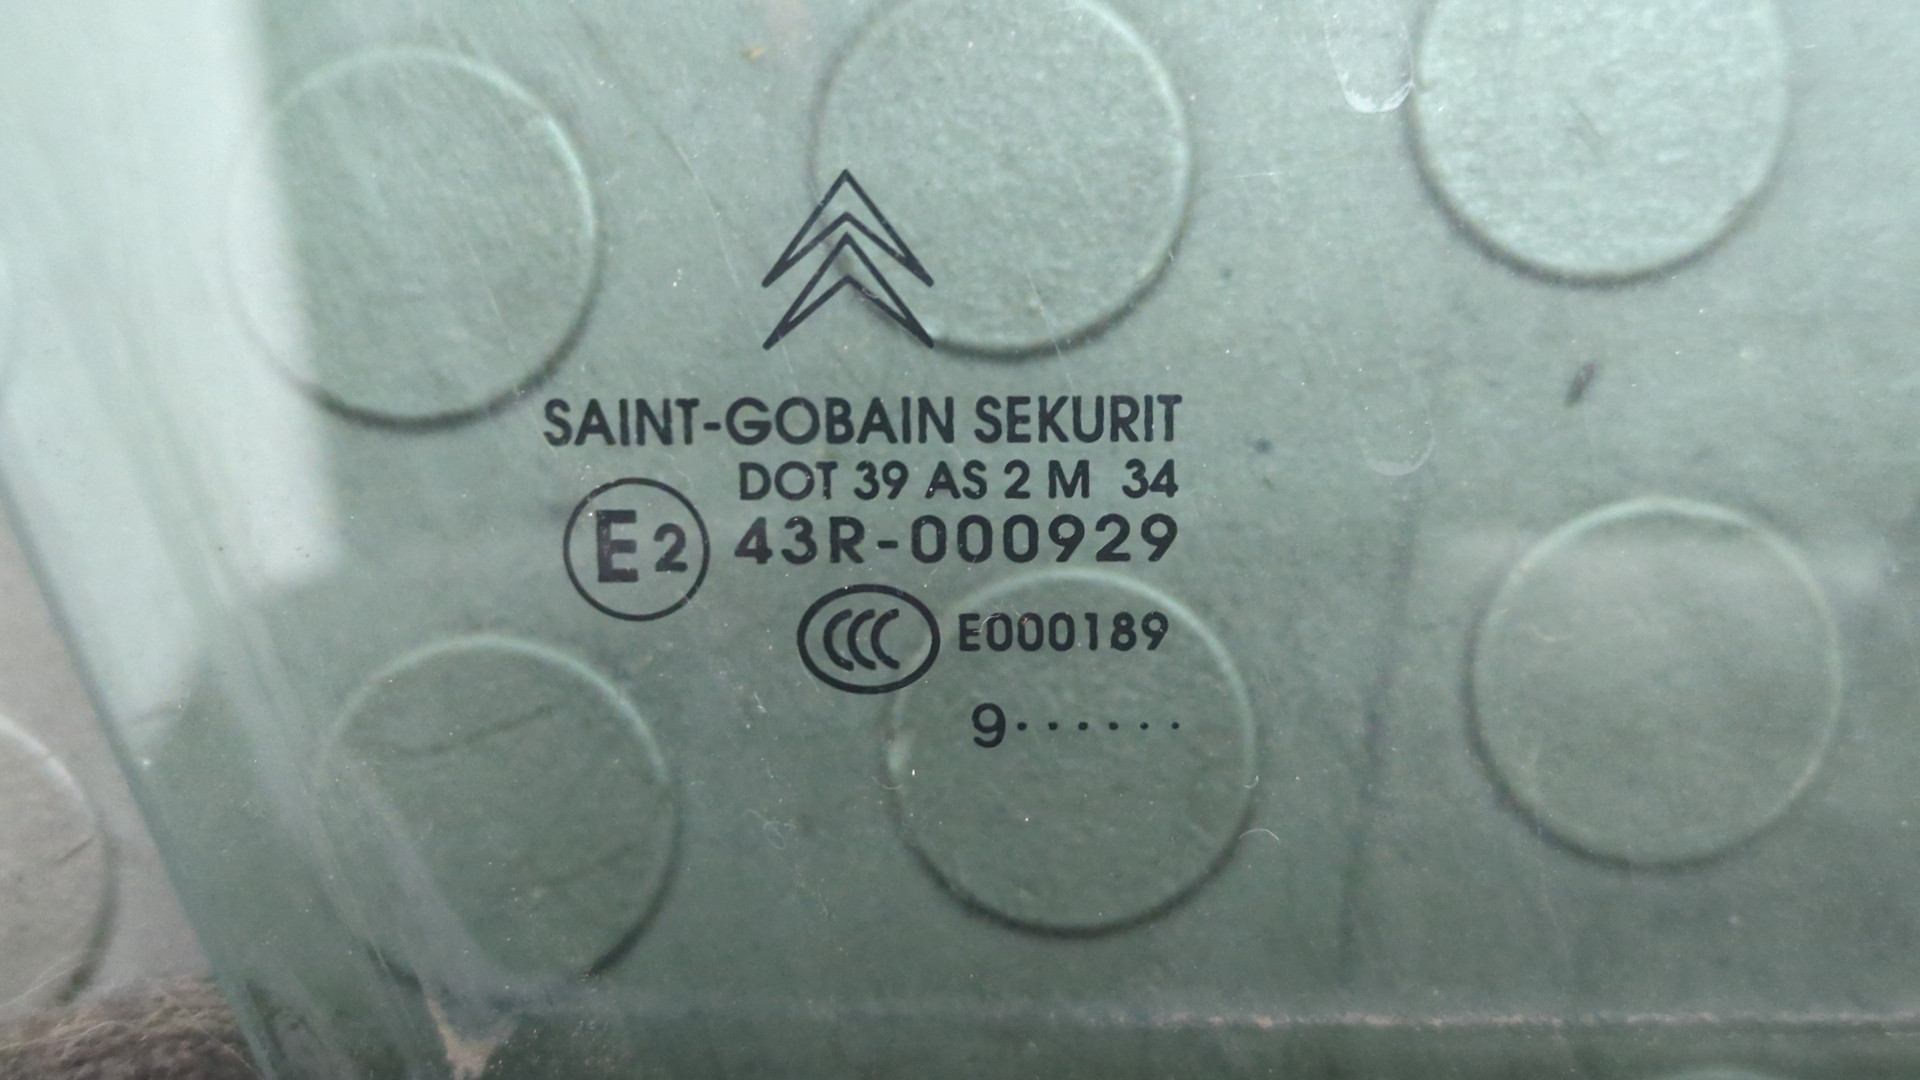 SAINT-GOBAIN SEKURIT
DOT 39 AS 2 M 34
E2 43R-000929
CCC E000189
9······